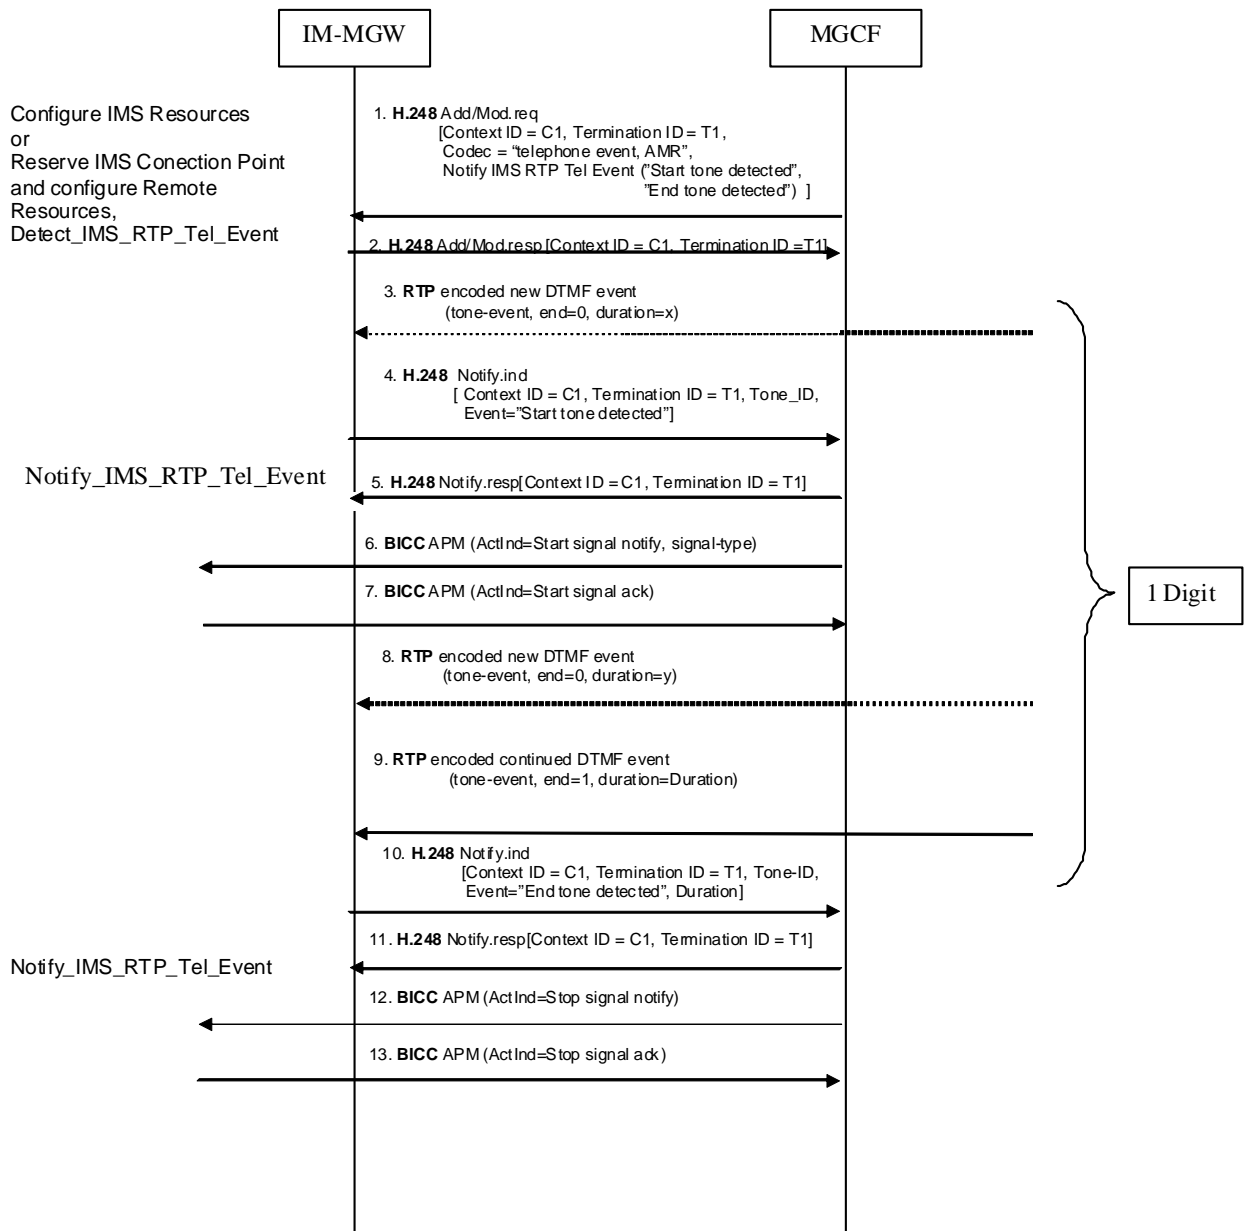 IM-MGW
MGCF
Configure IMS Resources
or
Reserve IMS Conection Point
and configure Remote
Resources,
Detect_IMS_RTP_Tel_Event
1. H.248 Add/Mod.req
[Context ID = C1, Termination ID = T1,
Codec = “telephone event, AMR”,
Notify IMS RTP Tel Event (”Start tone detected”,
”End tone detected”) ]
2. H.248 Add/Mod.resp [Context ID = C1, Termination ID =T1]
3. RTP encoded new DTMF event
(tone-event, end=0, duration=x)
4. H.248 Notify.ind
[ Context ID = C1, Termination ID = T1, Tone_ID,
Event=”Start tone detected”]
Notify_IMS_RTP_Tel_Event
5. H.248 Notify.resp[Context ID = C1, Termination ID = T1]
6. BICC APM (ActInd=Start signal notify, signal-type)
7. BICC APM (ActInd=Start signal ack)
1 Digit
8. RTP encoded new DTMF event
(tone-event, end=0, duration=y)
9. RTP encoded continued DTMF event
(tone-event, end=1, duration=Duration)
10. H.248 Notify.ind
[Context ID = C1, Termination ID = T1, Tone-ID,
Event=”End tone detected”, Duration]
11. H.248 Notify.resp[Context ID = C1, Termination ID = T1]
Notify_IMS_RTP_Tel_Event
12. BICC APM (ActInd=Stop signal notify)
13. BICC APM (ActInd=Stop signal ack)